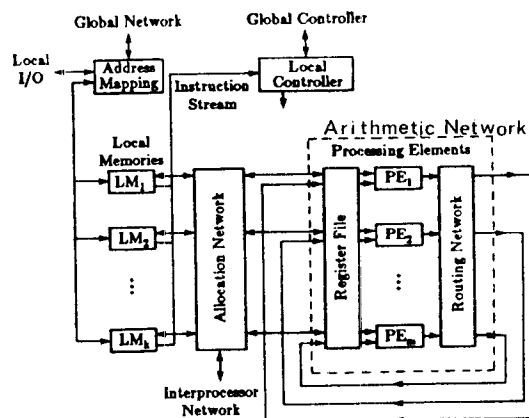 Global Network
Global Controller
Local
I/O
Address
Mapping
Instruction
Stream
Local
Controller
Arithmetic Network
Local
Memories
Processing Elements
LM1
PE1
LM2
PE2
Allocation Network
Register File
Routing Network
...
...
LMk
PEm
Interprocessor
Network